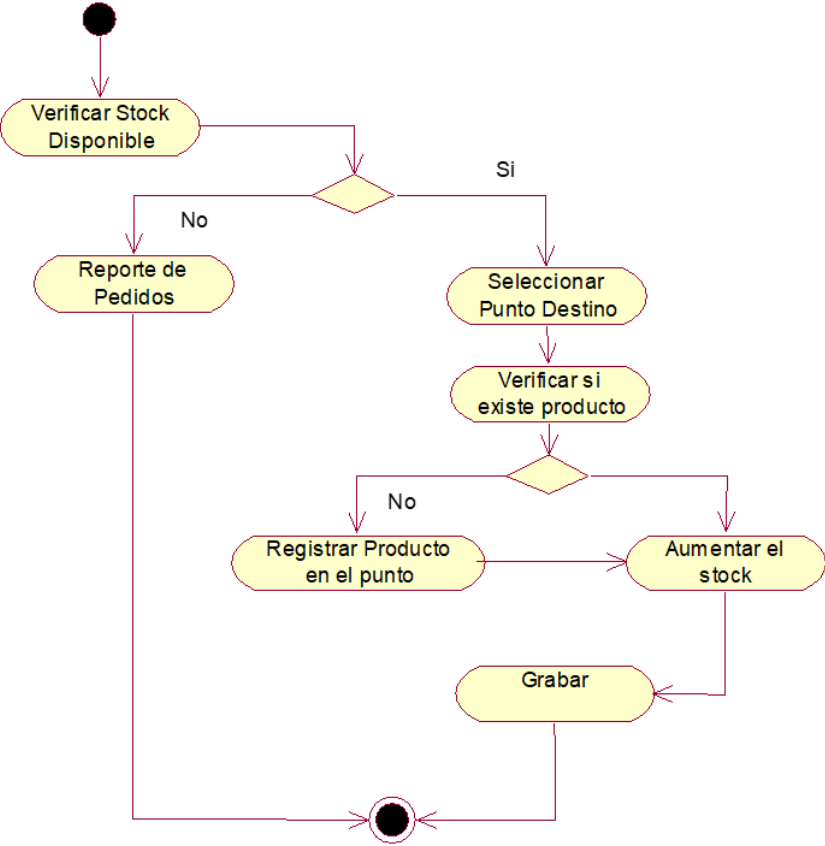 Verificar Stock
Disponible
Si
No
Reporte de
Pedidos
Seleccionar
Punto Destino
Verificar si
existe producto
No
Registrar Producto
en el punto
Aumentar el
stock
Grabar